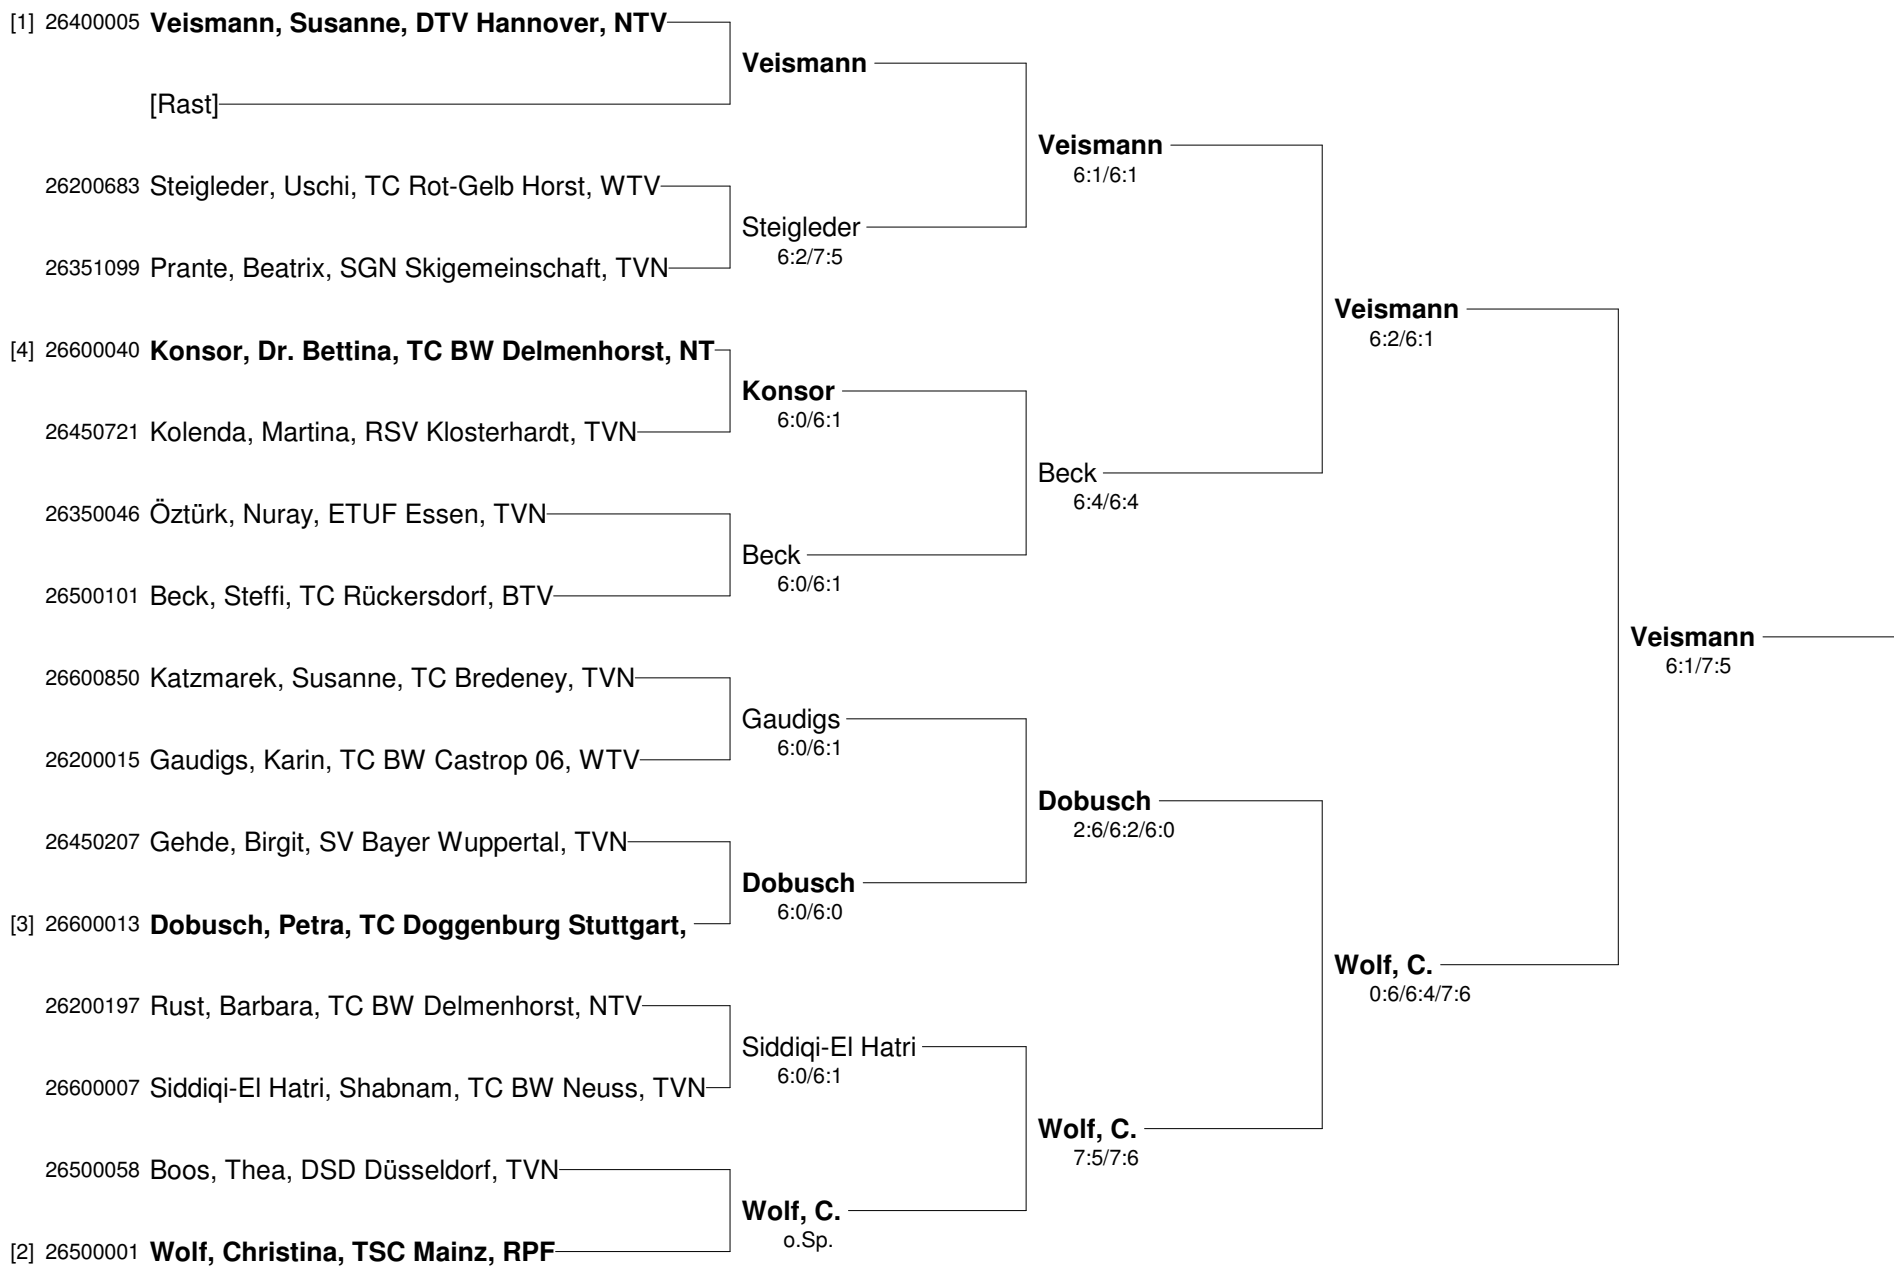 [1] 26400005 Veismann, Susanne, DTV Hannover, NTV
Veismann
[Rast]
Veismann
6:1/6:1
26200683 Steigleder, Uschi, TC Rot-Gelb Horst, WTV
Steigleder
6:2/7:5
26351099 Prante, Beatrix, SGN Skigemeinschaft, TVN
Veismann
6:2/6:1
[4] 26600040 Konsor, Dr. Bettina, TC BW Delmenhorst, NT
Konsor
6:0/6:1
26450721 Kolenda, Martina, RSV Klosterhardt, TVN
Beck
6:4/6:4
26350046 Öztürk, Nuray, ETUF Essen, TVN
Beck
6:0/6:1
26500101 Beck, Steffi, TC Rückersdorf, BTV
Veismann
6:1/7:5
26600850 Katzmarek, Susanne, TC Bredeney, TVN
Gaudigs
6:0/6:1
26200015 Gaudigs, Karin, TC BW Castrop 06, WTV
Dobusch
2:6/6:2/6:0
26450207 Gehde, Birgit, SV Bayer Wuppertal, TVN
Dobusch
6:0/6:0
[3] 26600013 Dobusch, Petra, TC Doggenburg Stuttgart,
Wolf, C.
0:6/6:4/7:6
26200197 Rust, Barbara, TC BW Delmenhorst, NTV
Siddiqi-El Hatri
6:0/6:1
26600007 Siddiqi-El Hatri, Shabnam, TC BW Neuss, TVN
Wolf, C.
7:5/7:6
26500058 Boos, Thea, DSD Düsseldorf, TVN
Wolf, C.
o.Sp.
[2] 26500001 Wolf, Christina, TSC Mainz, RPF